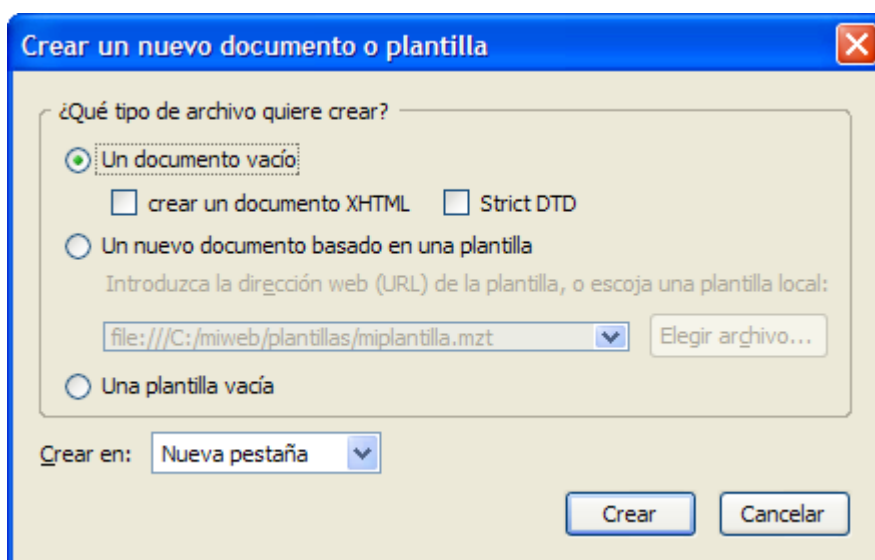 Crear un nuevo documento o plantilla
¿Qué tipo de archivo quiere crear?
Un documento vacío
crear un documento XHTML Strict DTD
Un nuevo documento basado en una plantilla
Introduzca la dirección web (URL) de la plantilla, o escoja una plantilla local:
file:///C:/miweb/plantillas/miplantilla.mzt Elegir archivo...
Una plantilla vacía
Crear en: Nueva pestaña
Crear Cancelar